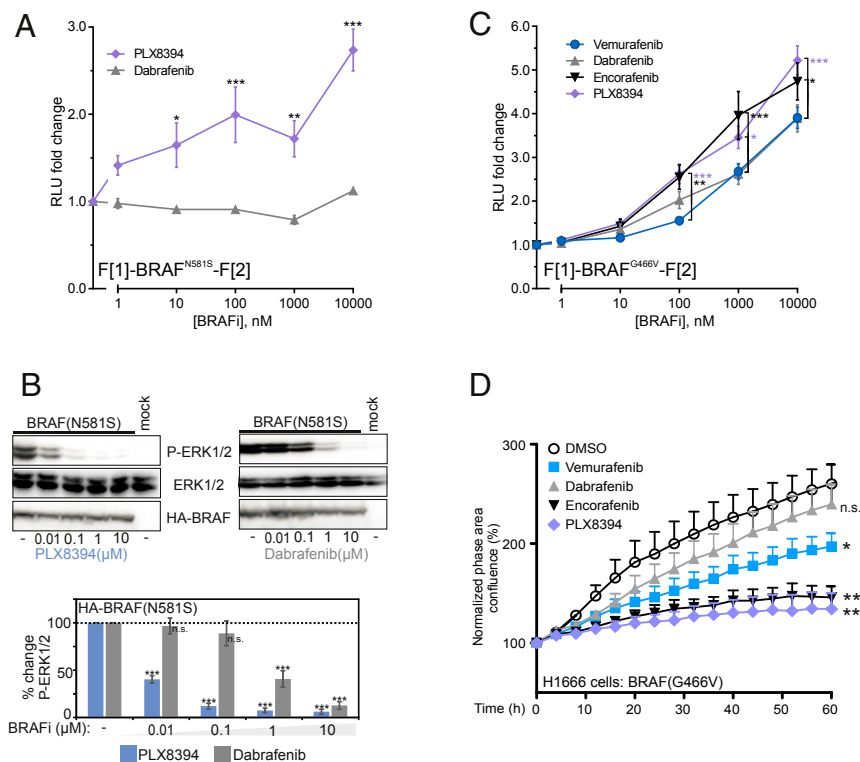 A
PLX8394
Dabrafenib
RLU fold change
3.0
2.0
1.0
0.0
*
***
**
***
F[1]-BRAF^N581S-F[2]
1 10 100 1000 10000
[BRAFi], nM
C
Vemurafenib
Dabrafenib
Encorafenib
PLX8394
RLU fold change
6.0
5.0
4.0
3.0
2.0
1.0
0.0
***
**
***
*
***
*
F[1]-BRAF^G466V-F[2]
1 10 100 1000 10000
[BRAFi], nM
B
BRAF(N581S) mock
BRAF(N581S) mock
P-ERK1/2
ERK1/2
HA-BRAF
- 0.01 0.1 1 10 -
PLX8394(µM)
- 0.01 0.1 1 10 -
Dabrafenib(µM)
HA-BRAF(N581S)
% change
P-ERK1/2
100
50
0
*** n.s.
*** n.s.
*** ***
*** ***
BRAFi (µM): - 0.01 0.1 1 10
PLX8394 Dabrafenib
D
DMSO
Vemurafenib
Dabrafenib
Encorafenib
PLX8394
Normalized phase area
confluence (%)
300
200
100
n.s.
*
**
**
H1666 cells: BRAF(G466V)
Time (h) 0 10 20 30 40 50 60